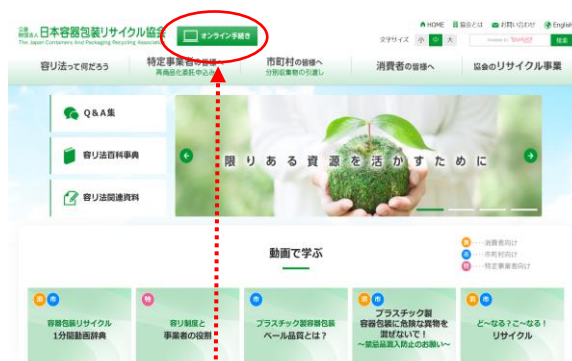 公益財団法人 日本容器包装リサイクル協会
The Japan Containers And Packaging Recycling Association
オンライン手続き
HOME 協会とは お問い合わせ English
文字サイズ 小 中 大 検索
容リ法って何だろう
特定事業者の皆様へ
再商品化委託申込み
市町村の皆様へ
分別収集物の引渡し
消費者の皆様へ
協会のリサイクル事業
Q&A集
容リ法百科事典
容リ法関連資料
限りある資源を活かすために
動画で学ぶ
消 ・・・消費者向け
市 ・・・市町村向け
特 ・・・特定事業者向け
消 市
容器包装リサイクル
1分間動画辞典
特
容リ制度と
事業者の役割
市
プラスチック製容器包装
ベール品質とは?
消 市
プラスチック製
容器包装に危険な異物を
混ぜないで!
~禁忌品混入防止のお願い~
消 市
ど~なる?こ~なる!
リサイクル